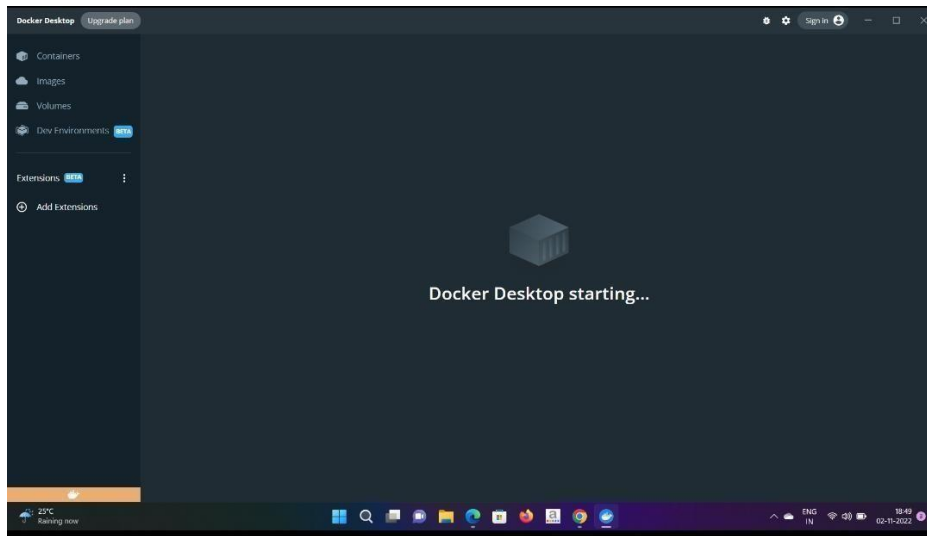 Docker Desktop
Upgrade plan
Sign in
Containers
Images
Volumes
Dev Environments BETA
Extensions BETA
Add Extensions
Docker Desktop starting...
25°C
Raining now
a
ENG
IN
18:49
02-11-2022